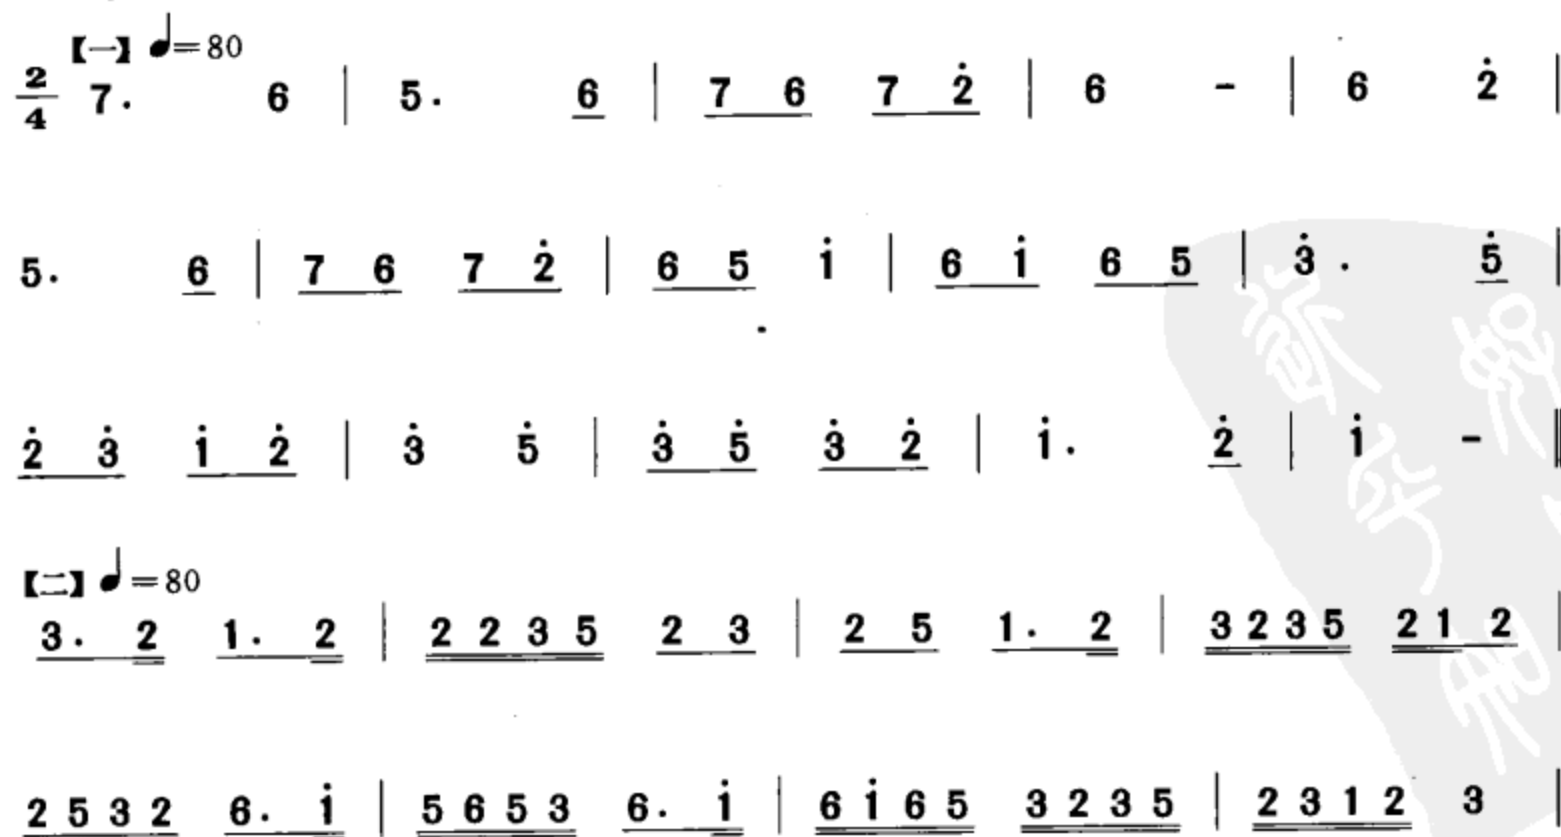 【一】 ♩= 80
2/4 7. 6 | 5. 6 | 7 6 7 2̇ | 6 - | 6 2̇ |
5. 6 | 7 6 7 2̇ | 6 5 1̇ | 6 1̇ 6 5 | 3̇ . 5̇ |
2̇ 3̇ 1̇ 2̇ | 3̇ 5̇ | 3̇ 5̇ 3̇ 2̇ | 1̇ . 2̇ | 1̇ - ‖
【二】 ♩ = 80
3. 2 1. 2 | 2 2 3 5 2 3 | 2 5 1. 2 | 3 2 3 5 2 1 2 |
2 5 3 2 6. 1̇ | 5 6 5 3 6. 1̇ | 6 1̇ 6 5 3 2 3 5 | 2 3 1 2 3 |